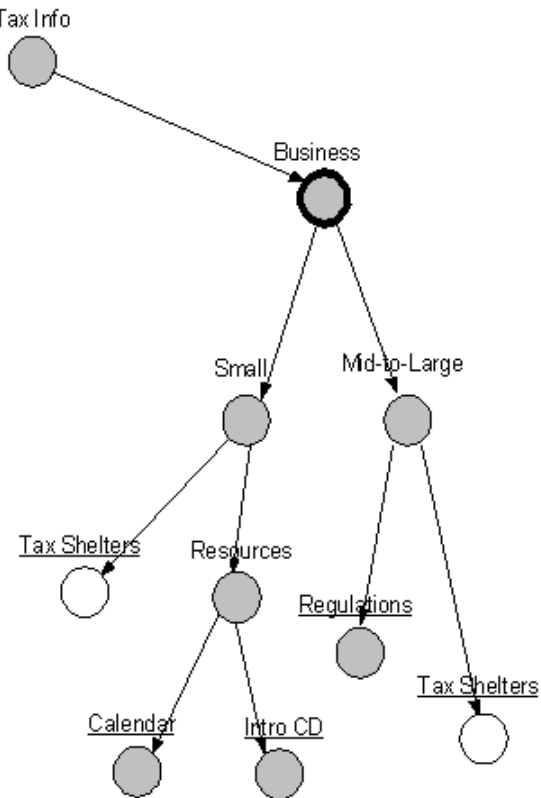 Tax Info
Business
Small
Mid-to-Large
Tax Shelters
Resources
Regulations
Tax Shelters
Calendar
Intro CD